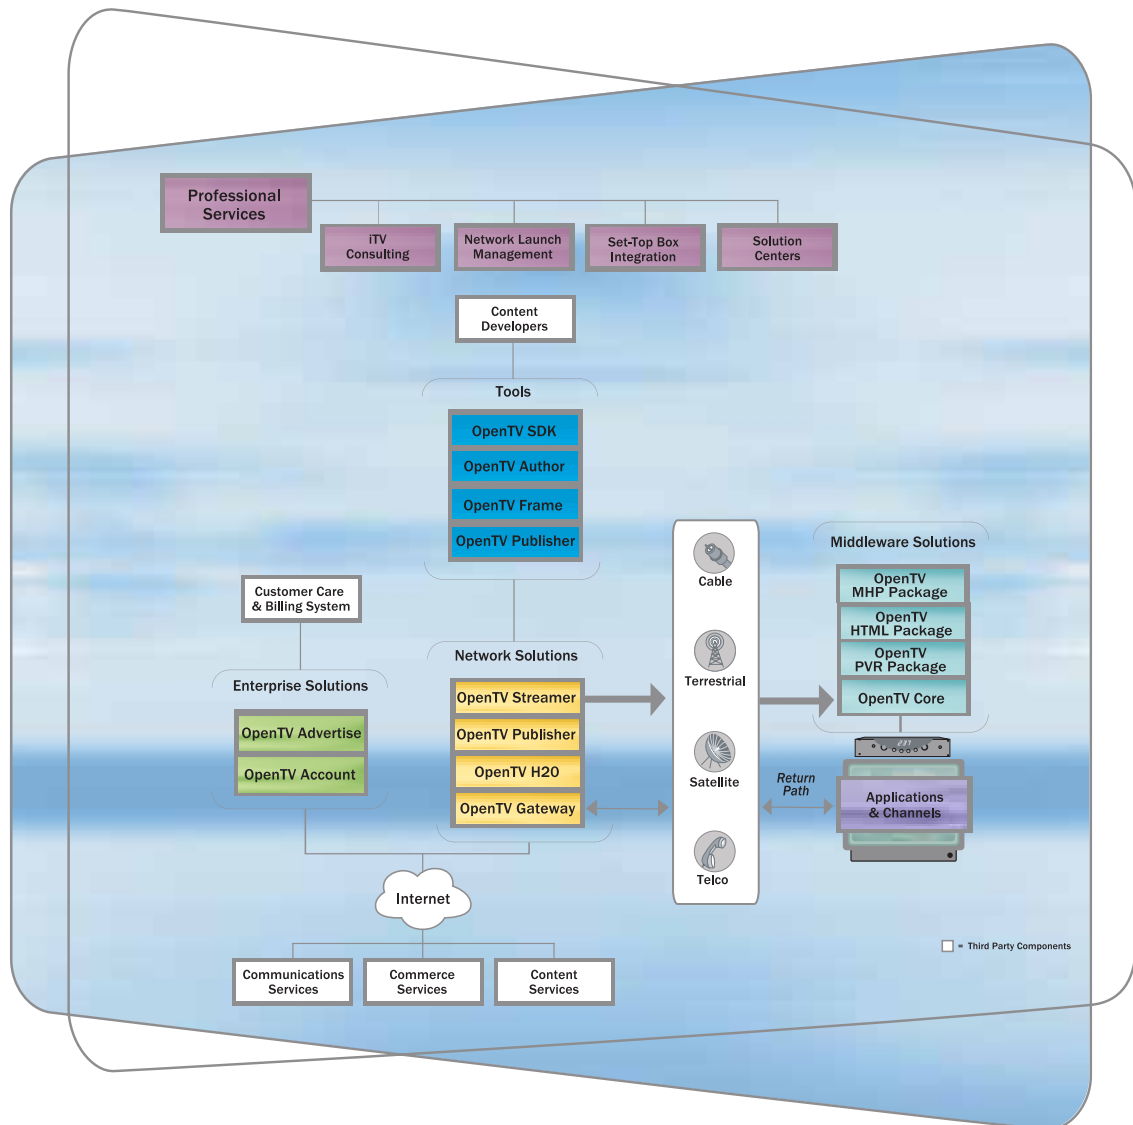 Professional
Services
iTV
Consulting
Network Launch
Management
Set-Top Box
Integration
Solution
Centers
Content
Developers
Tools
OpenTV SDK
OpenTV Author
OpenTV Frame
OpenTV Publisher
Customer Care
& Billing System
Enterprise Solutions
OpenTV Advertise
OpenTV Account
Network Solutions
OpenTV Streamer
OpenTV Publisher
OpenTV H20
OpenTV Gateway
Cable
Terrestrial
Satellite
Telco
Middleware Solutions
OpenTV
MHP Package
OpenTV
HTML Package
OpenTV
PVR Package
OpenTV Core
Return
Path
Applications
& Channels
Internet
Communications
Services
Commerce
Services
Content
Services
= Third Party Components